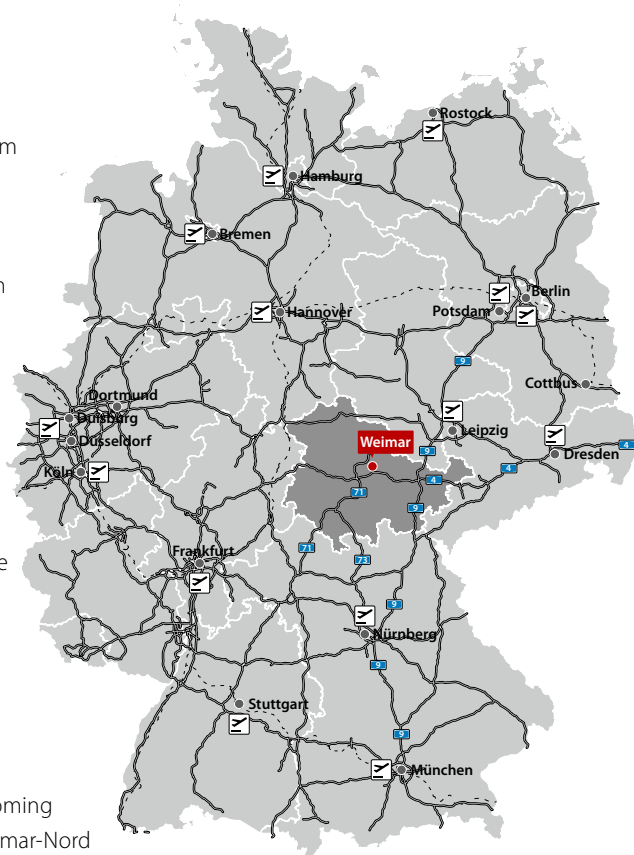 Rostock
m
Hamburg
Bremen
n
Berlin
Hannover
Potsdam
9
Cottbus
Dortmund
Duisburg
Leipzig
Düsseldorf
Weimar
9
4
Dresden
4
Köln
4
71
9
71
Frankfurt
73
e
9
Nürnberg
9
Stuttgart
9
München
oming
mar-Nord